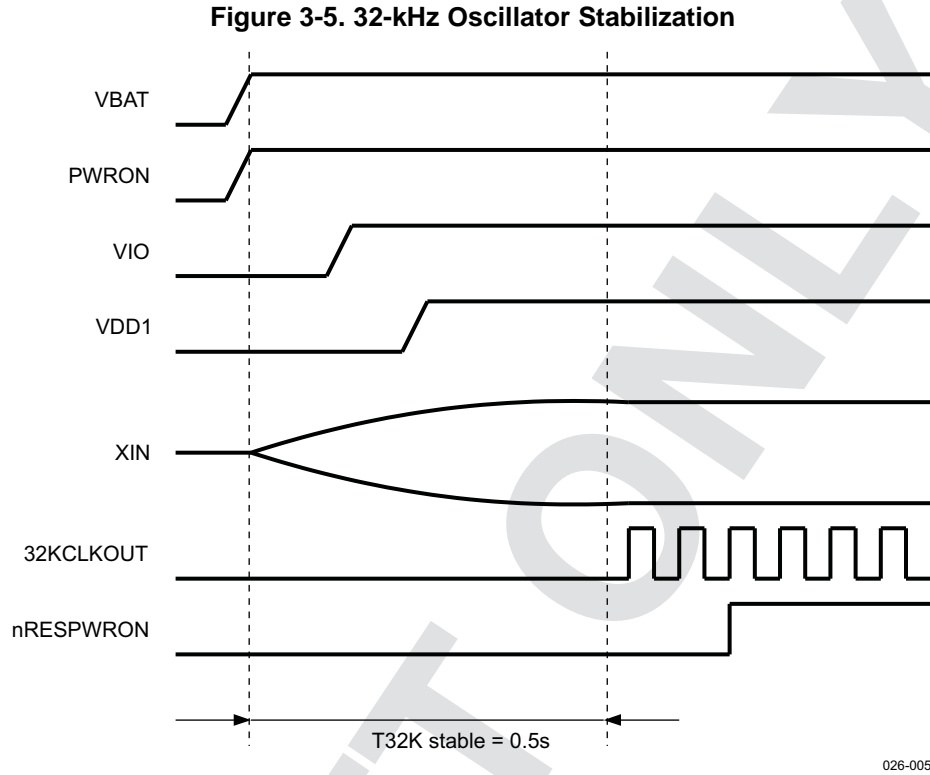 Figure 3-5. 32-kHz Oscillator Stabilization
VBAT
PWRON
VIO
VDD1
XIN
32KCLKOUT
nRESPWRON
T32K stable = 0.5s
026-005
ONLY